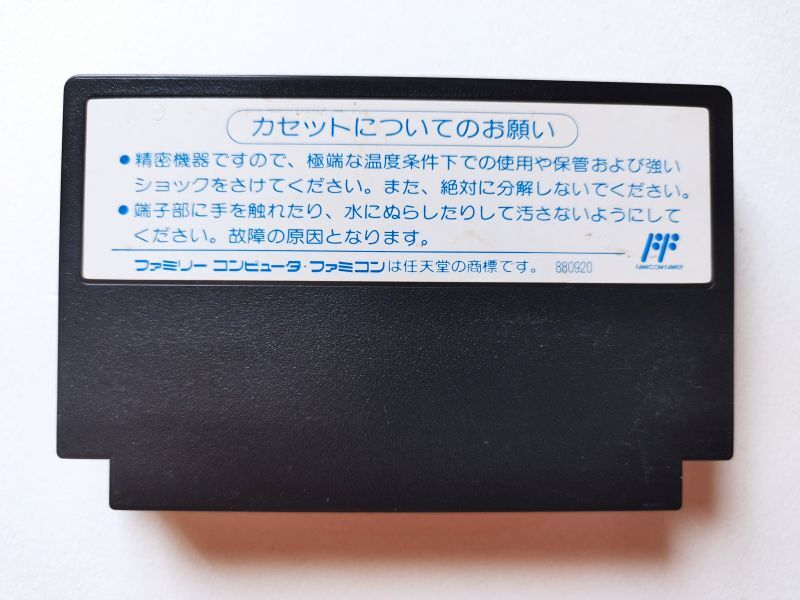 カセットについてのお願い
●精密機器ですので、極端な温度条件下での使用や保管および強い
ショックをさけてください。また、絶対に分解しないでください。
●端子部に手を触れたり、水にぬらしたりして汚さないようにして
ください。故障の原因となります。
ファミリーコンピュータ・ファミコンは任天堂の商標です。 880920
FF
FAMICOM FAMILY